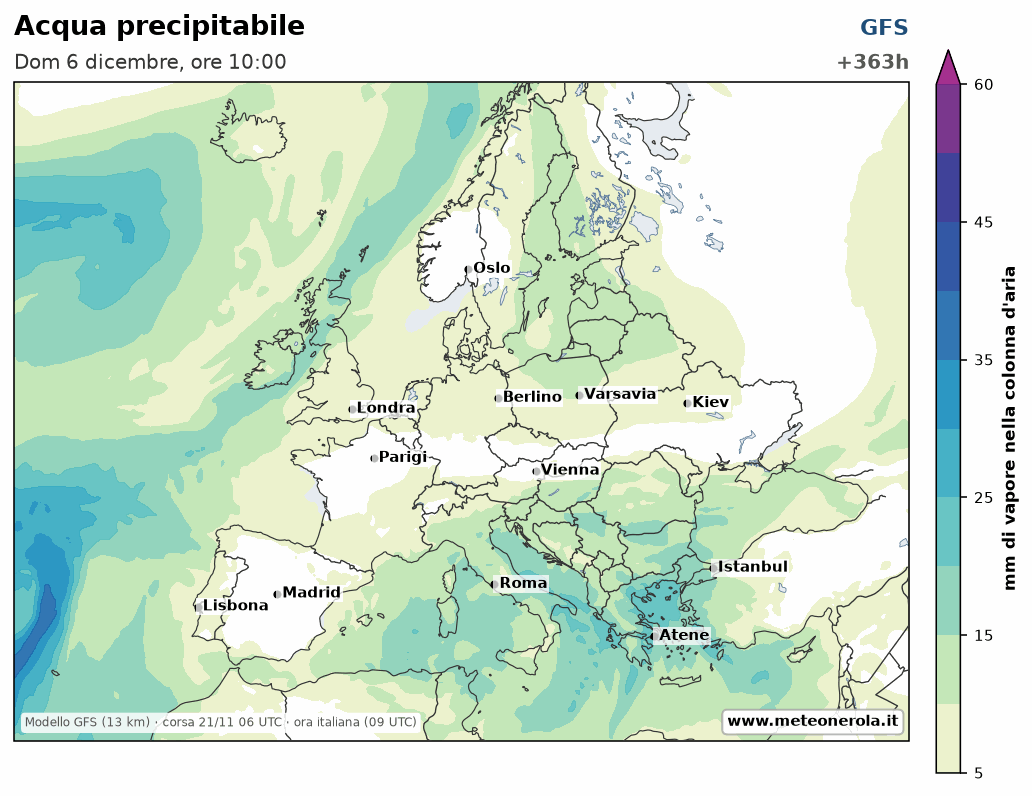 Acqua precipitabile
GFS
Dom 6 dicembre, ore 10:00
+363h
60
45
35
25
15
5
mm di vapore nella colonna d'aria
Oslo
Berlino
Varsavia
Kiev
Londra
Parigi
Vienna
Istanbul
Roma
Madrid
Lisbona
Atene
Modello GFS (13 km) · corsa 21/11 06 UTC · ora italiana (09 UTC)
www.meteonerola.it